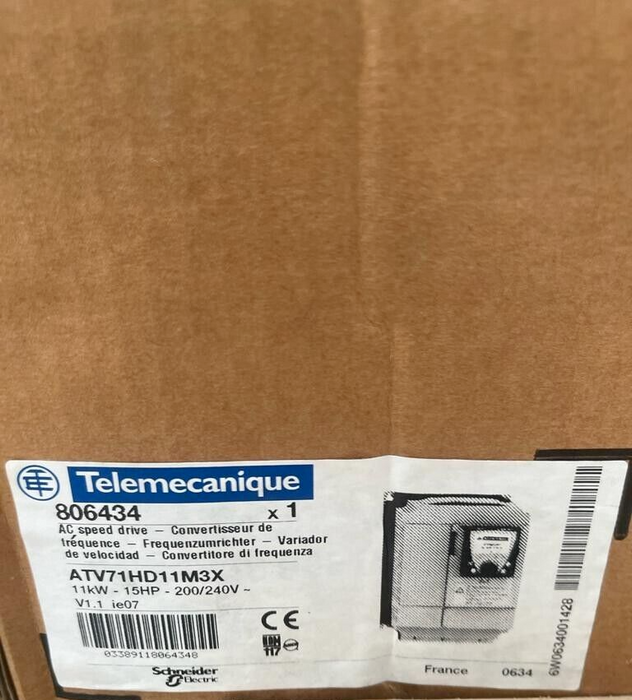 Telemecanique
806434 x 1
AC speed drive – Convertisseur de
fréquence – Frequenzumrichter – Variador
de velocidad – Convertitore di frequenza
ATV71HD11M3X
11kW - 15HP - 200/240V ~
V1.1 ie07
CE
117
03389118064348
Schneider
Electric
France 0634
6W0634001428